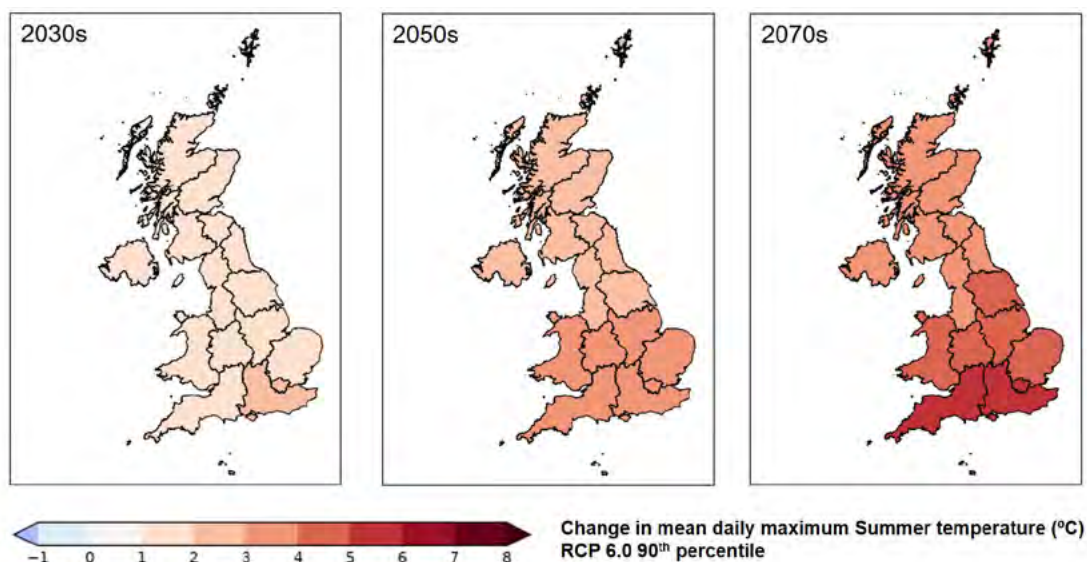 2030s
2050s
2070s
−1 0 1 2 3 4 5 6 7 8
Change in mean daily maximum Summer temperature (ºC)
RCP 6.0 90th percentile